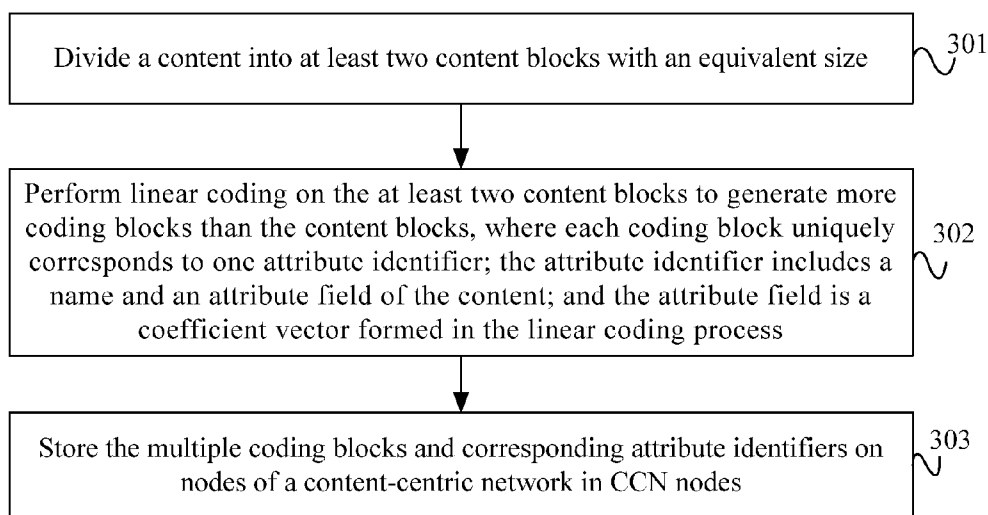 Divide a content into at least two content blocks with an equivalent size
301
Perform linear coding on the at least two content blocks to generate more
coding blocks than the content blocks, where each coding block uniquely
corresponds to one attribute identifier; the attribute identifier includes a
name and an attribute field of the content; and the attribute field is a
coefficient vector formed in the linear coding process
302
Store the multiple coding blocks and corresponding attribute identifiers on
nodes of a content-centric network in CCN nodes
303